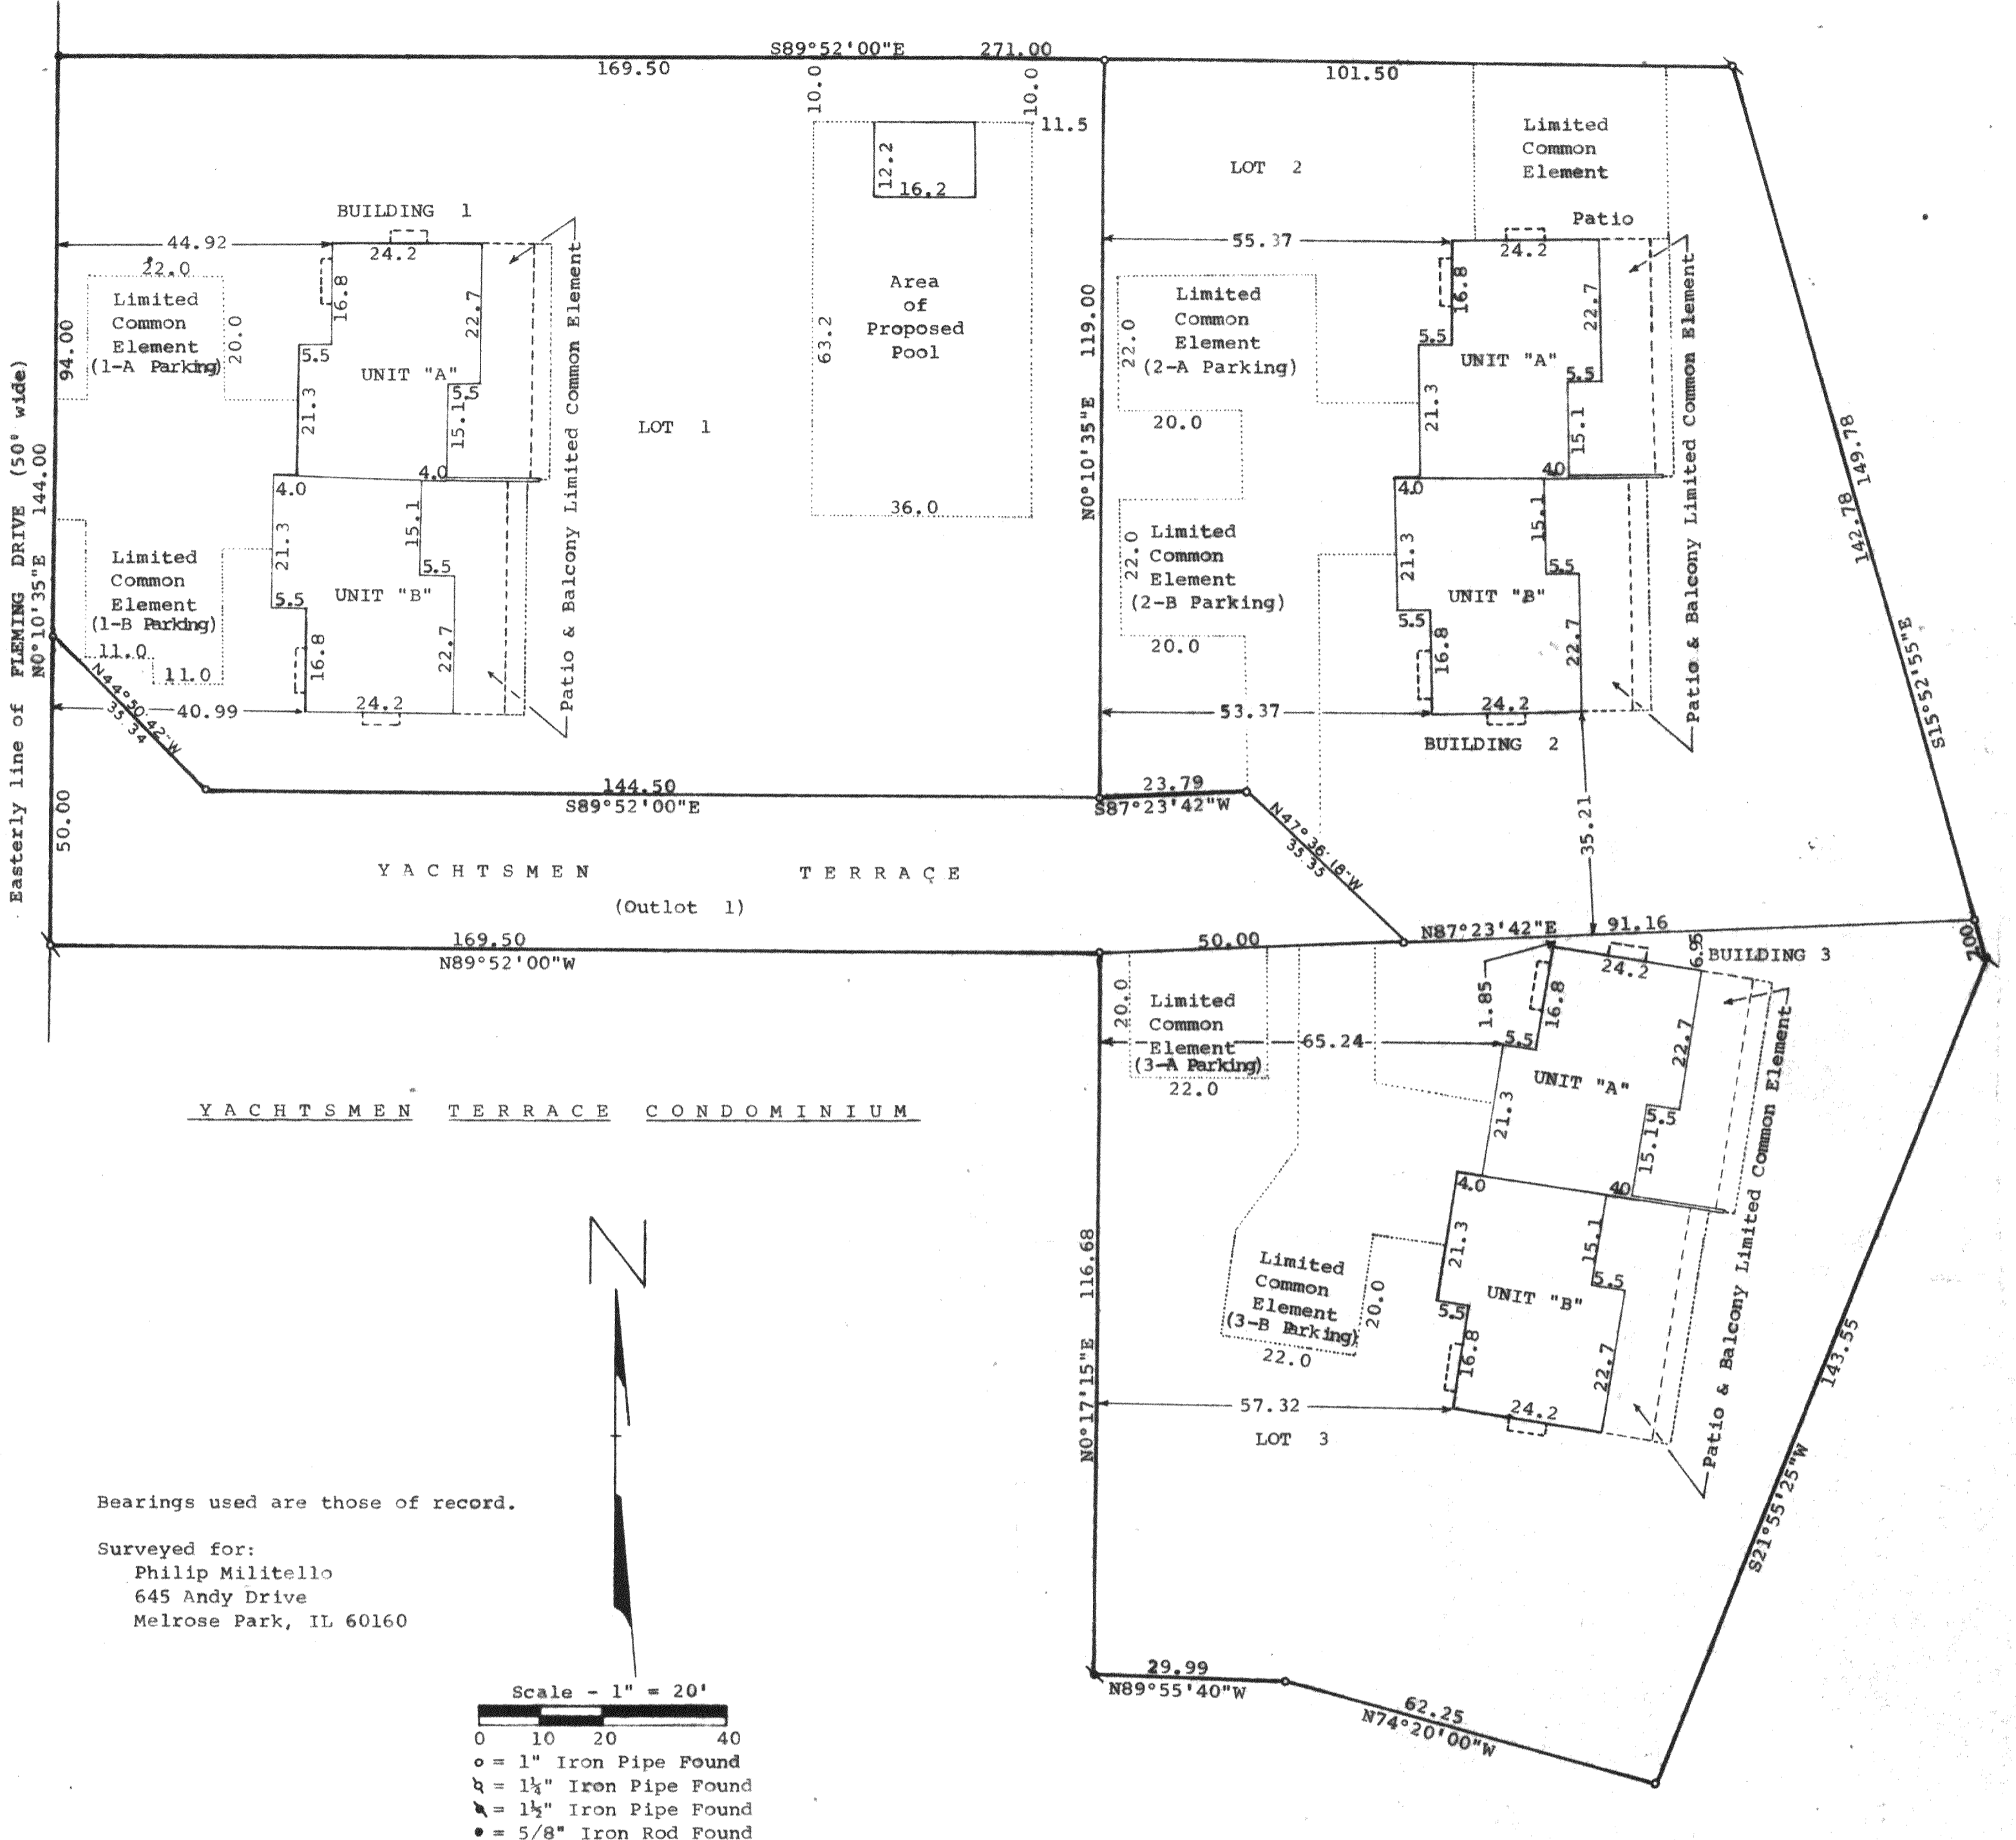 S89°52'00"E 271.00
169.50
101.50
10.0
10.0
11.5
12.2
16.2
LOT 2
Limited
Common
Element
Patio
BUILDING 1
44.92
24.2
22.0
16.8
22.7
Limited
Common
Element
(1-A Parking)
20.0
5.5
UNIT "A"
5.5
21.3
15.1
4.0
Patio & Balcony Limited Common Element
94.00
Easterly line of FLEMING DRIVE (50' wide)
N0°10'35"E 144.00
LOT 1
Area
of
Proposed
Pool
63.2
36.0
4.0
21.3
15.1
5.5
Limited
Common
Element
(1-B Parking)
UNIT "B"
5.5
16.8
22.7
11.0
11.0
24.2
40.99
N44°50'42"W
35.34
50.00
144.50
S89°52'00"E
N0°10'35"E 119.00
55.37
24.2
16.8
22.7
Limited
Common
Element
(2-A Parking)
22.0
5.5
UNIT "A"
5.5
21.3
15.1
20.0
40
4.0
Patio & Balcony Limited Common Element
22.0
Limited
Common
Element
(2-B Parking)
21.3
15.1
5.5
UNIT "B"
5.5
16.8
22.7
20.0
24.2
53.37
BUILDING 2
149.78
142.78
S15°52'55"E
23.79
S87°23'42"W
N47°36'18"W
35.35
35.21
YACHTSMEN TERRACE
(Outlot 1)
169.50
N89°52'00"W
50.00
N87°23'42"E
91.16
7.00
6.95
BUILDING 3
24.2
1.85
16.8
20.0
Limited
Common
Element
(3-A Parking)
22.0
65.24
5.5
22.7
UNIT "A"
5.5
21.3
15.1
Patio & Balcony Limited Common Element
4.0
40
21.3
15.1
5.5
Limited
Common
Element
(3-B Parking)
20.0
22.0
UNIT "B"
5.5
16.8
22.7
24.2
57.32
LOT 3
N0°17'15"E 116.68
143.55
S21°55'25"W
29.99
N89°55'40"W
62.25
N74°20'00"W
YACHTSMEN TERRACE CONDOMINIUM
N
Bearings used are those of record.
Surveyed for:
Philip Militello
645 Andy Drive
Melrose Park, IL 60160
Scale - 1" = 20'
0 10 20 40
= 1" Iron Pipe Found
= 1¼" Iron Pipe Found
= 1½" Iron Pipe Found
= 5/8" Iron Rod Found